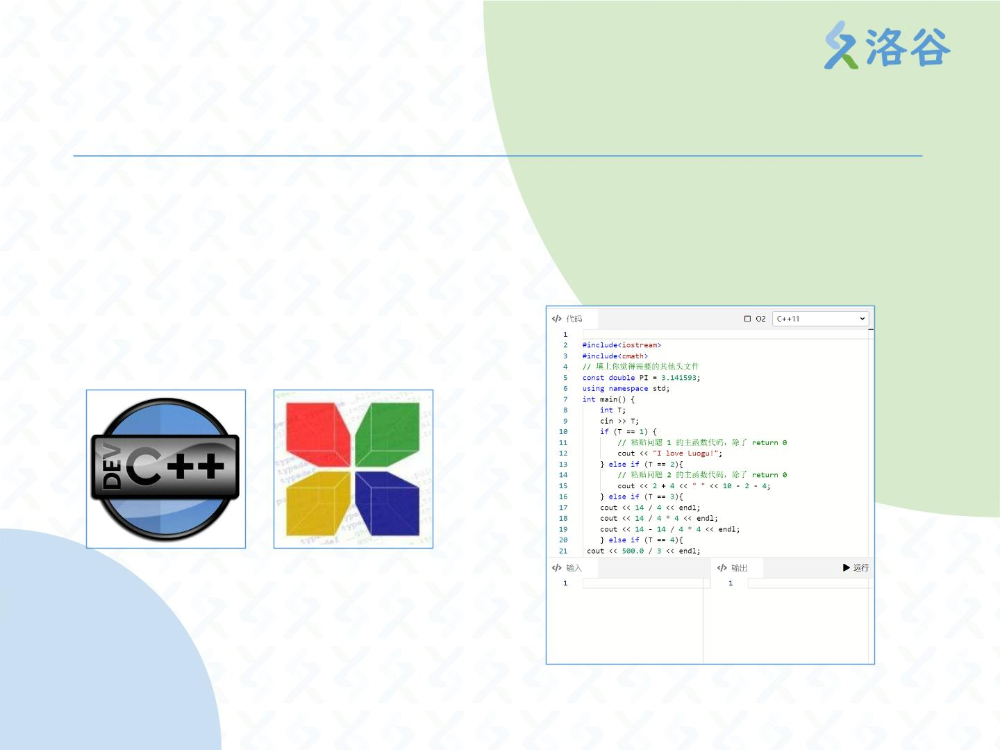 洛谷
DEV C++
代码
O2
C++11
1
2 #include<iostream>
3 #include<cmath>
4 // 填上你觉得需要的其他头文件
5 const double PI = 3.141593;
6 using namespace std;
7 int main() {
8 int T;
9 cin >> T;
10 if (T == 1) {
11 // 粘贴问题 1 的主函数代码，除了 return 0
12 cout << "I love Luogu!";
13 } else if (T == 2){
14 // 粘贴问题 2 的主函数代码，除了 return 0
15 cout << 2 + 4 << " " << 10 - 2 - 4;
16 } else if (T == 3){
17 cout << 14 / 4 << endl;
18 cout << 14 / 4 * 4 << endl;
19 cout << 14 - 14 / 4 * 4 << endl;
20 } else if (T == 4){
21 cout << 500.0 / 3 << endl;
输入
输出
运行
1
1